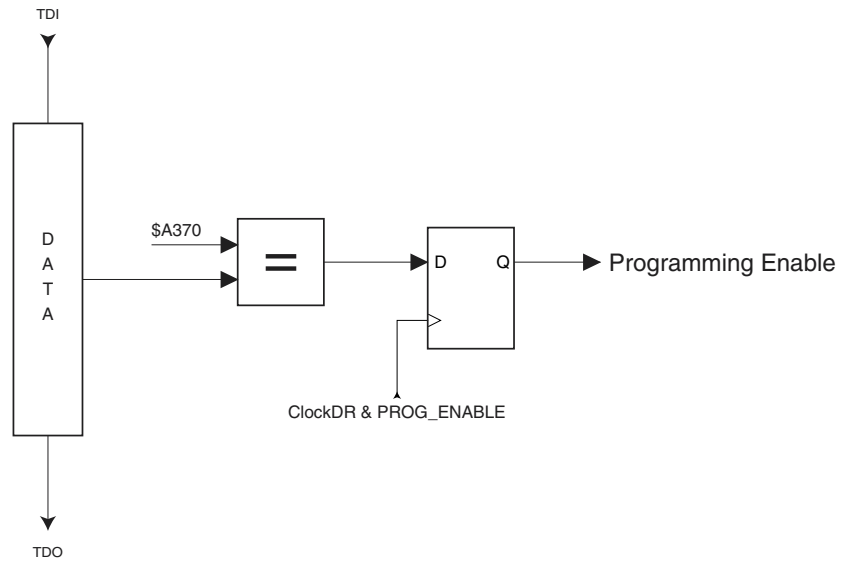 TDI
D
A
T
A
$A370
=
D Q
Programming Enable
ClockDR & PROG_ENABLE
TDO